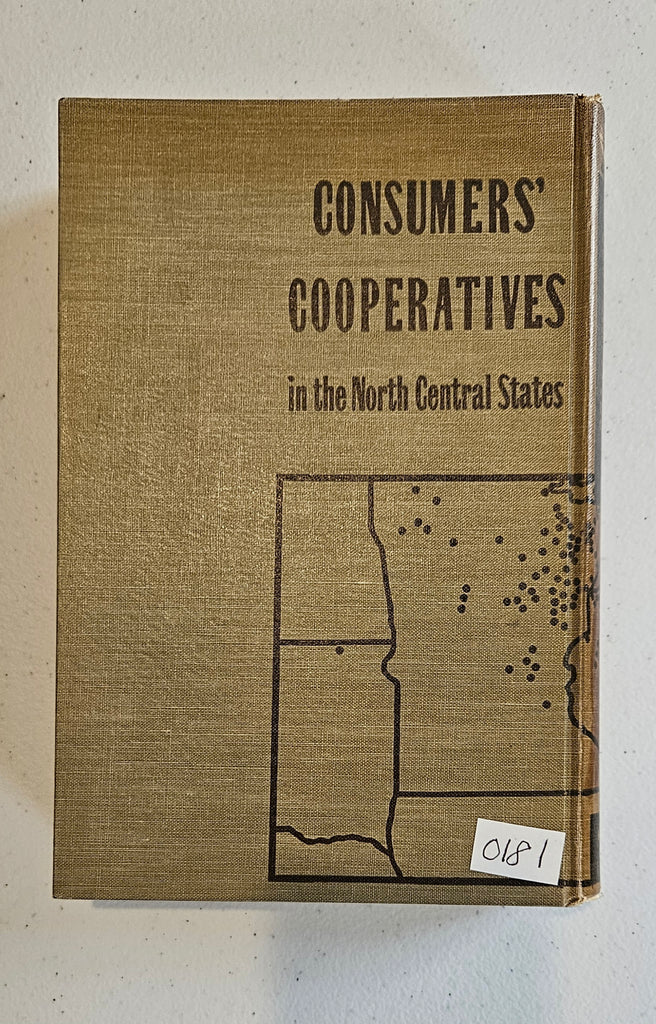 CONSUMERS'
COOPERATIVES
in the North Central States
0181